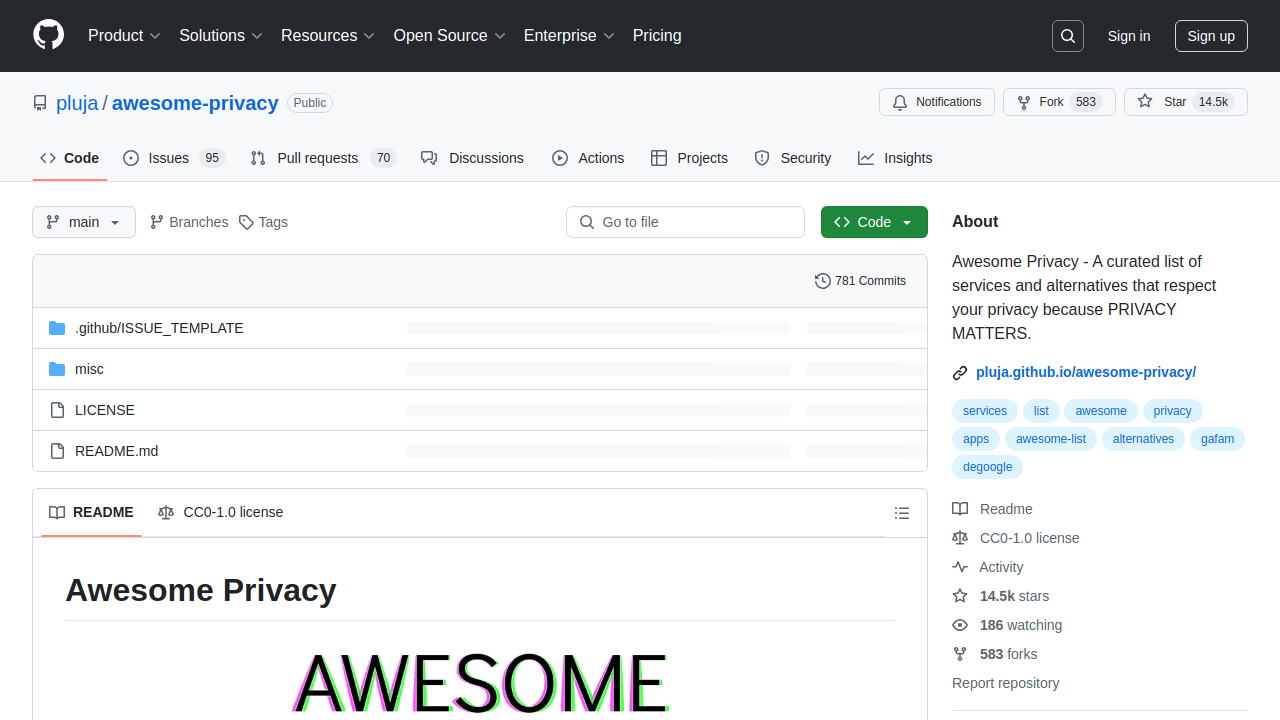 Product Solutions Resources Open Source Enterprise Pricing Sign in Sign up
pluja / awesome-privacy Public Notifications Fork 583 Star 14.5k
Code Issues 95 Pull requests 70 Discussions Actions Projects Security Insights
main Branches Tags Go to file Code
781 Commits
.github/ISSUE_TEMPLATE
misc
LICENSE
README.md
README CC0-1.0 license
Awesome Privacy
AWESOME
About
Awesome Privacy - A curated list of
services and alternatives that respect
your privacy because PRIVACY
MATTERS.
pluja.github.io/awesome-privacy/
services list awesome privacy
apps awesome-list alternatives gafam
degoogle
Readme
CC0-1.0 license
Activity
14.5k stars
186 watching
583 forks
Report repository